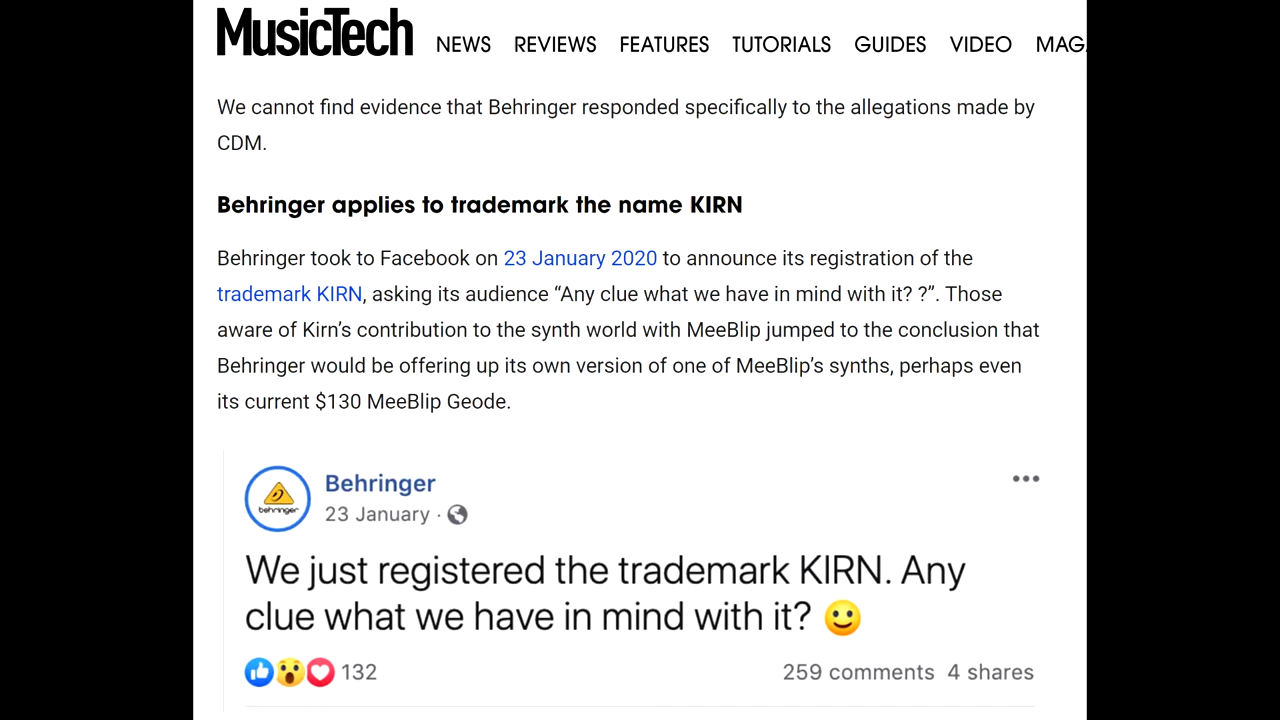 MusicTech NEWS REVIEWS FEATURES TUTORIALS GUIDES VIDEO MAGA
We cannot find evidence that Behringer responded specifically to the allegations made by
CDM.
Behringer applies to trademark the name KIRN
Behringer took to Facebook on 23 January 2020 to announce its registration of the
trademark KIRN, asking its audience “Any clue what we have in mind with it? ?”. Those
aware of Kirn’s contribution to the synth world with MeeBlip jumped to the conclusion that
Behringer would be offering up its own version of one of MeeBlip’s synths, perhaps even
its current $130 MeeBlip Geode.
behringer
Behringer
23 January ·
We just registered the trademark KIRN. Any
clue what we have in mind with it? 🙂
132 259 comments 4 shares